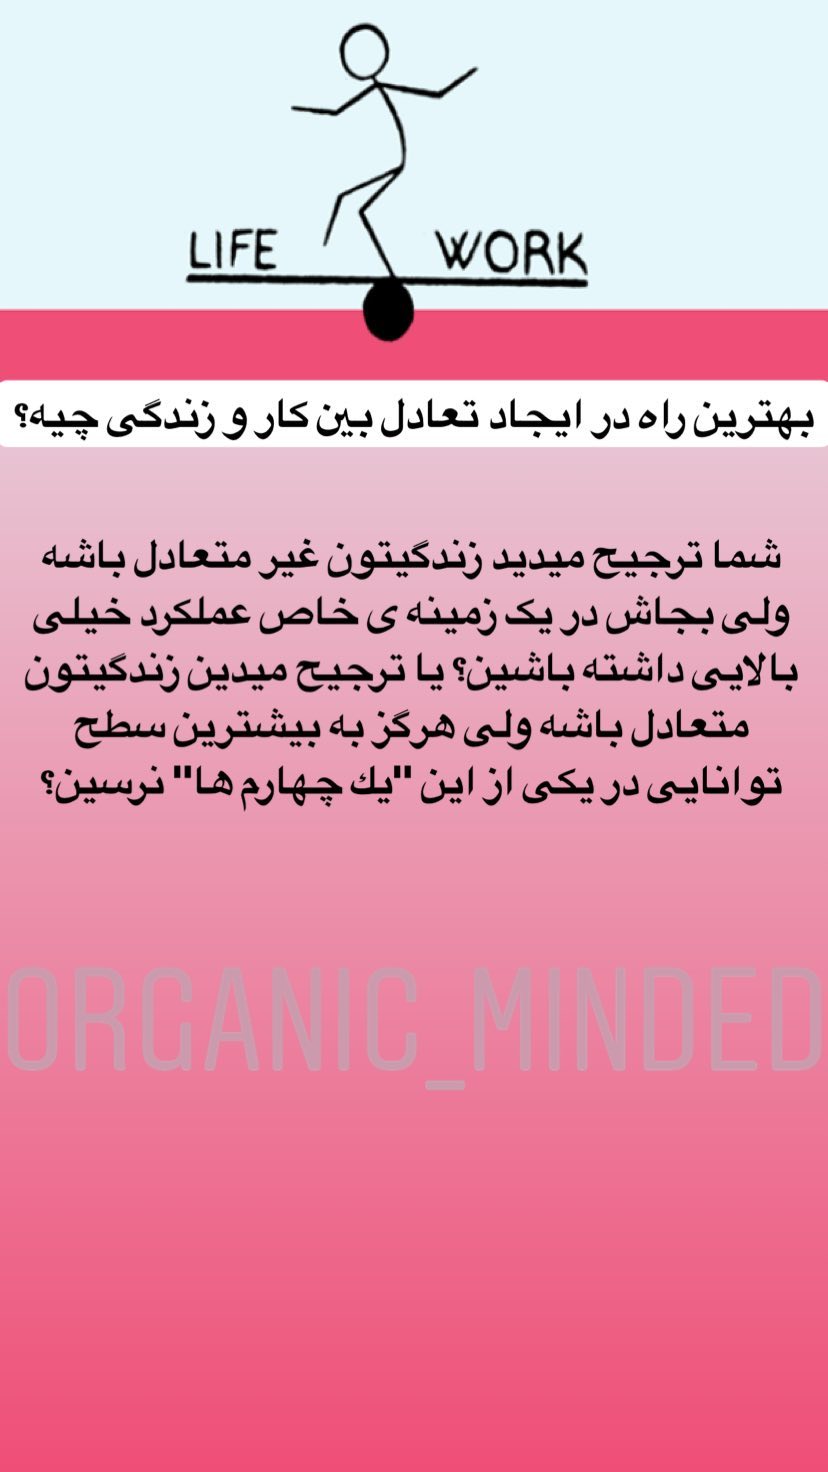 LIFE WORK
بهترین راه در ایجاد تعادل بین کار و زندگی چیه؟
شما ترجیح میدید زندگیتون غیر متعادل باشه
ولی بجاش در یک زمینه ی خاص عملکرد خیلی
بالایی داشته باشین؟ یا ترجیح میدین زندگیتون
متعادل باشه ولی هرگز به بیشترین سطح
توانایی در یکی از این "يك چهارم ها" نرسین؟
ORGANIC_MINDED